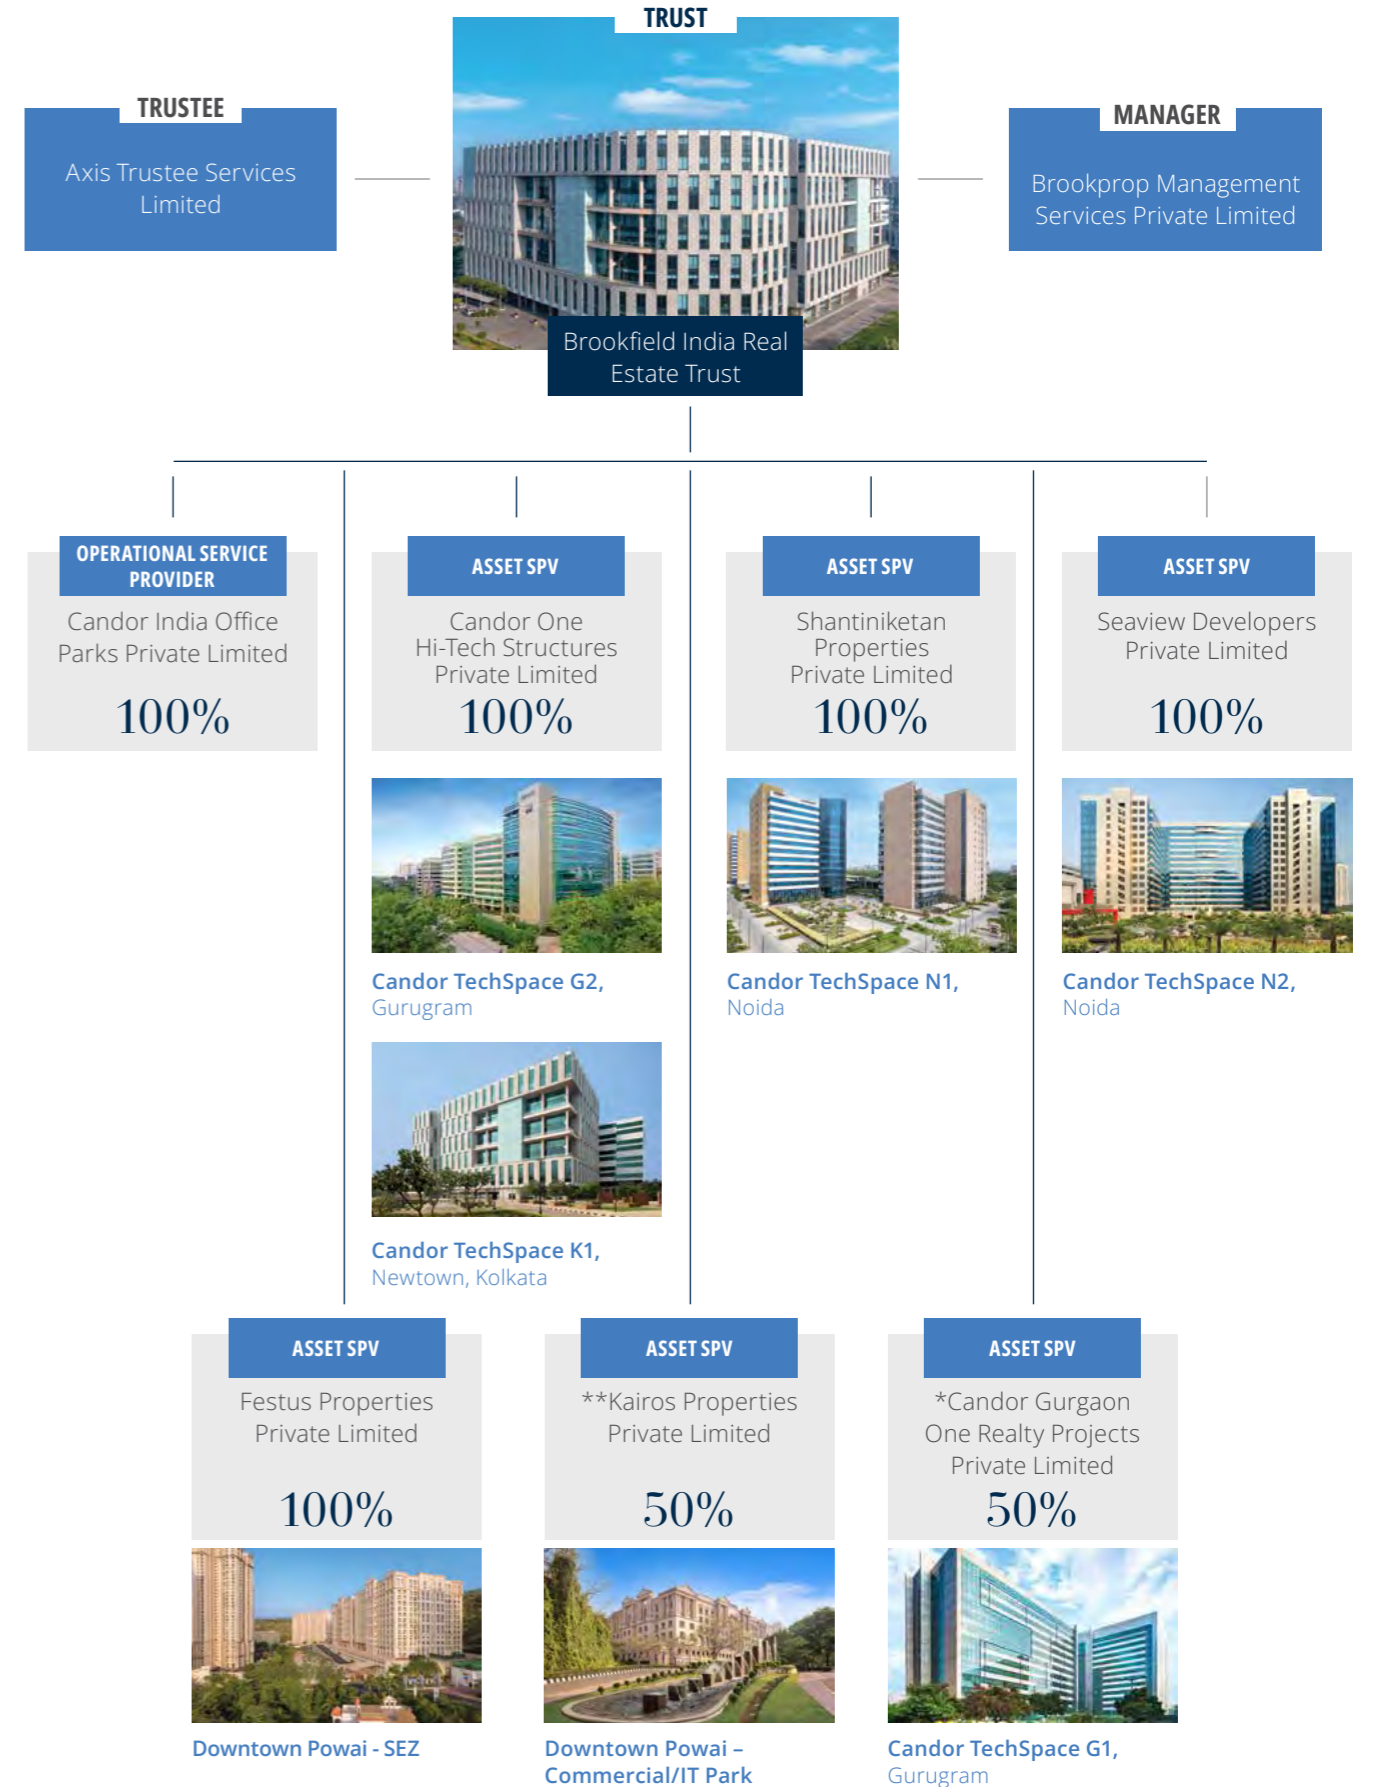 TRUST
TRUSTEE
Axis Trustee Services
Limited
MANAGER
Brookprop Management
Services Private Limited
Brookfield India Real
Estate Trust
OPERATIONAL SERVICE
PROVIDER
Candor India Office
Parks Private Limited
100%
ASSET SPV
Candor One
Hi-Tech Structures
Private Limited
100%
ASSET SPV
Shantiniketan
Properties
Private Limited
100%
ASSET SPV
Seaview Developers
Private Limited
100%
Candor TechSpace G2,
Gurugram
Candor TechSpace N1,
Noida
Candor TechSpace N2,
Noida
Candor TechSpace K1,
Newtown, Kolkata
ASSET SPV
Festus Properties
Private Limited
100%
ASSET SPV
**Kairos Properties
Private Limited
50%
ASSET SPV
*Candor Gurgaon
One Realty Projects
Private Limited
50%
Downtown Powai - SEZ
Downtown Powai –
Commercial/IT Park
Candor TechSpace G1,
Gurugram